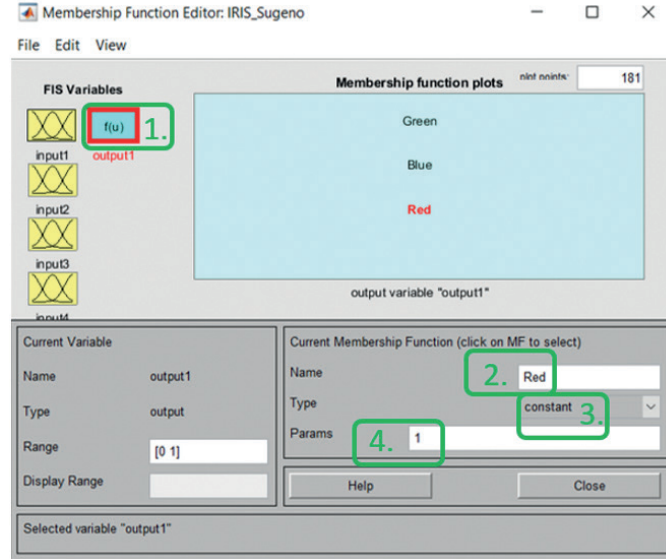 Membership Function Editor: IRIS_Sugeno
File Edit View
FIS Variables
Membership function plots
plot points:
181
f(u)
1.
input1
output1
input2
input3
input4
Green
Blue
Red
output variable "output1"
Current Variable
Name output1
Type output
Range [0 1]
Display Range
Current Membership Function (click on MF to select)
Name 2. Red
Type constant 3.
Params 4. 1
Help
Close
Selected variable "output1"